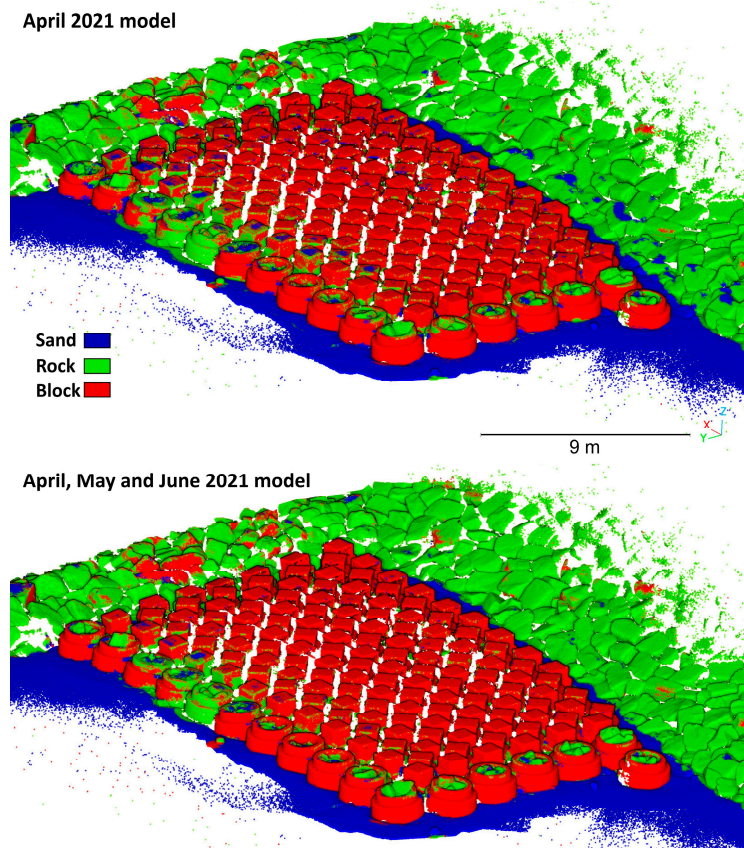 April 2021 model
Sand
Rock
Block
Z
X
Y
9 m
April, May and June 2021 model